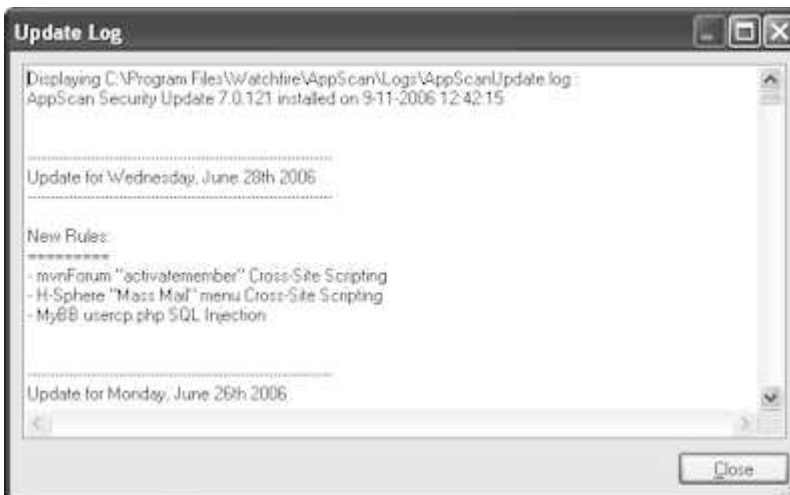 Update Log
Displaying C:\Program Files\Watchfire\AppScan\Logs\AppScanUpdate.log :
AppScan Security Update 7.0.121 installed on 9-11-2006 12:42:15
------------------------------------------------------------
Update for Wednesday, June 28th 2006
------------------------------------------------------------
New Rules:
=========
- mvnForum "activatemember" Cross-Site Scripting
- H-Sphere "Mass Mail" menu Cross-Site Scripting
- MyBB usercp.php SQL Injection
------------------------------------------------------------
Update for Monday, June 26th 2006
Close